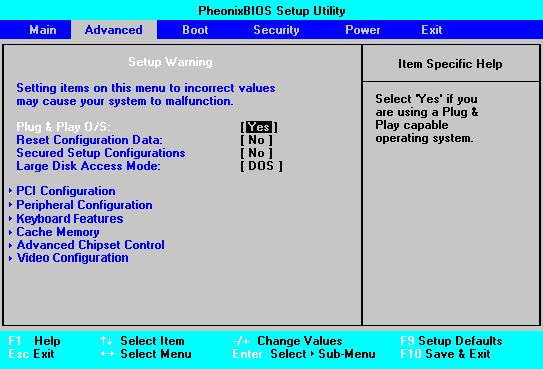 PheonixBIOS Setup Utility
Main Advanced Boot Security Power Exit
Setup Warning
Setting items on this menu to incorrect values
may cause your system to malfunction.
Plug & Play O/S: [ Yes ]
Reset Configuration Data: [ No ]
Secured Setup Configurations [ No ]
Large Disk Access Mode: [ DOS ]
PCI Configuration
Peripheral Configuration
Keyboard Features
Cache Memory
Advanced Chipset Control
Video Configuration
Item Specific Help
Select 'Yes' if you
are using a Plug &
Play capable
operating system.
F1 Help ↑↓ Select Item -/+ Change Values F9 Setup Defaults
Esc Exit ←→ Select Menu Enter Select ▸ Sub-Menu F10 Save & Exit